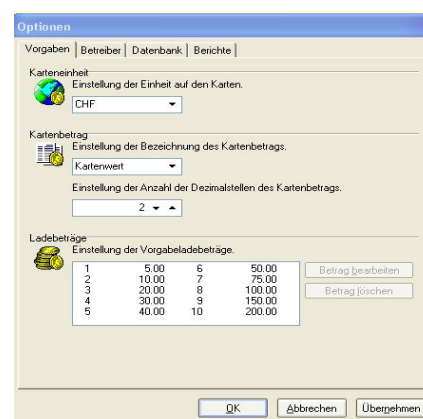 Optionen
Vorgaben Betreiber Datenbank Berichte
Karteneinheit
Einstellung der Einheit auf den Karten.
CHF
Kartenbetrag
Einstellung der Bezeichnung des Kartenbetrags.
Kartenwert
Einstellung der Anzahl der Dezimalstellen des Kartenbetrags.
2
Ladebeträge
Einstellung der Vorgabeladebeträge.
1 5.00 6 50.00
2 10.00 7 75.00
3 20.00 8 100.00
4 30.00 9 150.00
5 40.00 10 200.00
Betrag bearbeiten
Betrag löschen
OK Abbrechen Übernehmen